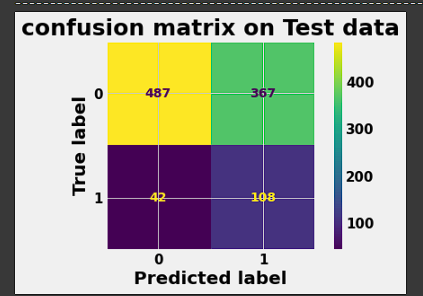 confusion matrix on Test data
0 487 367
1 42 108
0 1
400
300
200
100
True label
Predicted label